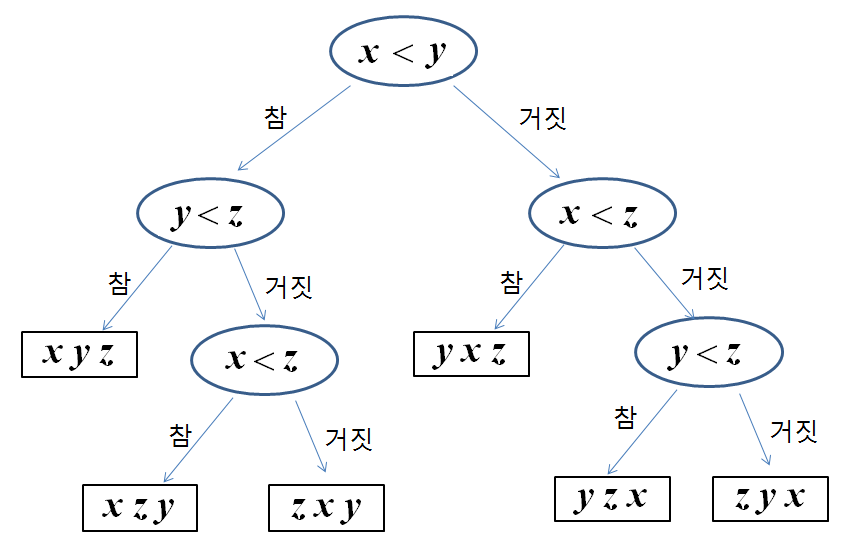 x < y
참 거짓
y < z x < z
참 거짓 참 거짓
x y z x < z y x z y < z
참 거짓 참 거짓
x z y z x y y z x z y x